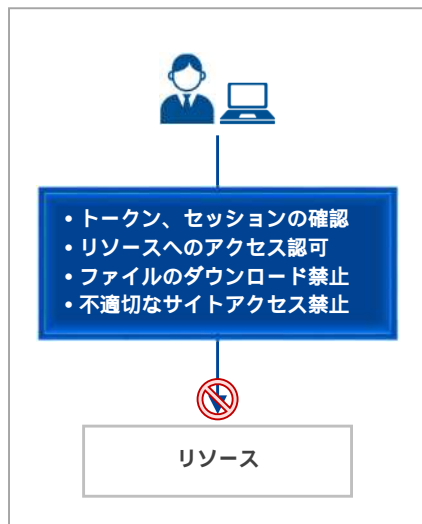 • トークン、セッションの確認
• リソースへのアクセス認可
• ファイルのダウンロード禁止
• 不適切なサイトアクセス禁止
リソース